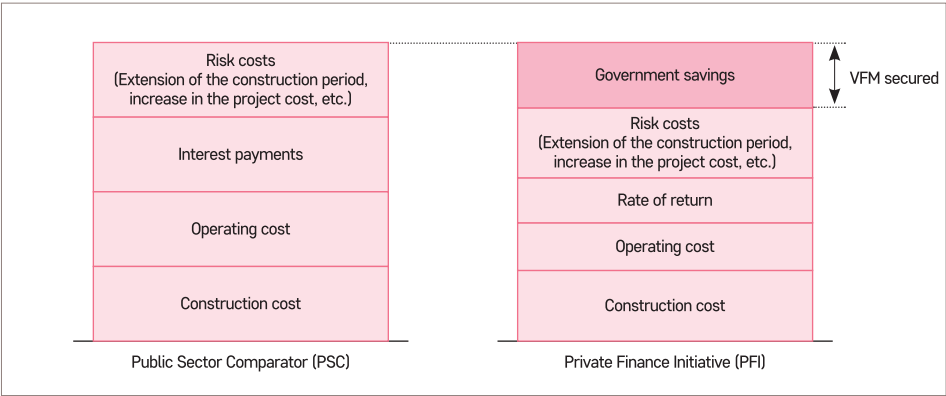 Risk costs
(Extension of the construction period,
increase in the project cost, etc.)
Interest payments
Operating cost
Construction cost
Public Sector Comparator (PSC)
Government savings
VFM secured
Risk costs
(Extension of the construction period,
increase in the project cost, etc.)
Rate of return
Operating cost
Construction cost
Private Finance Initiative (PFI)